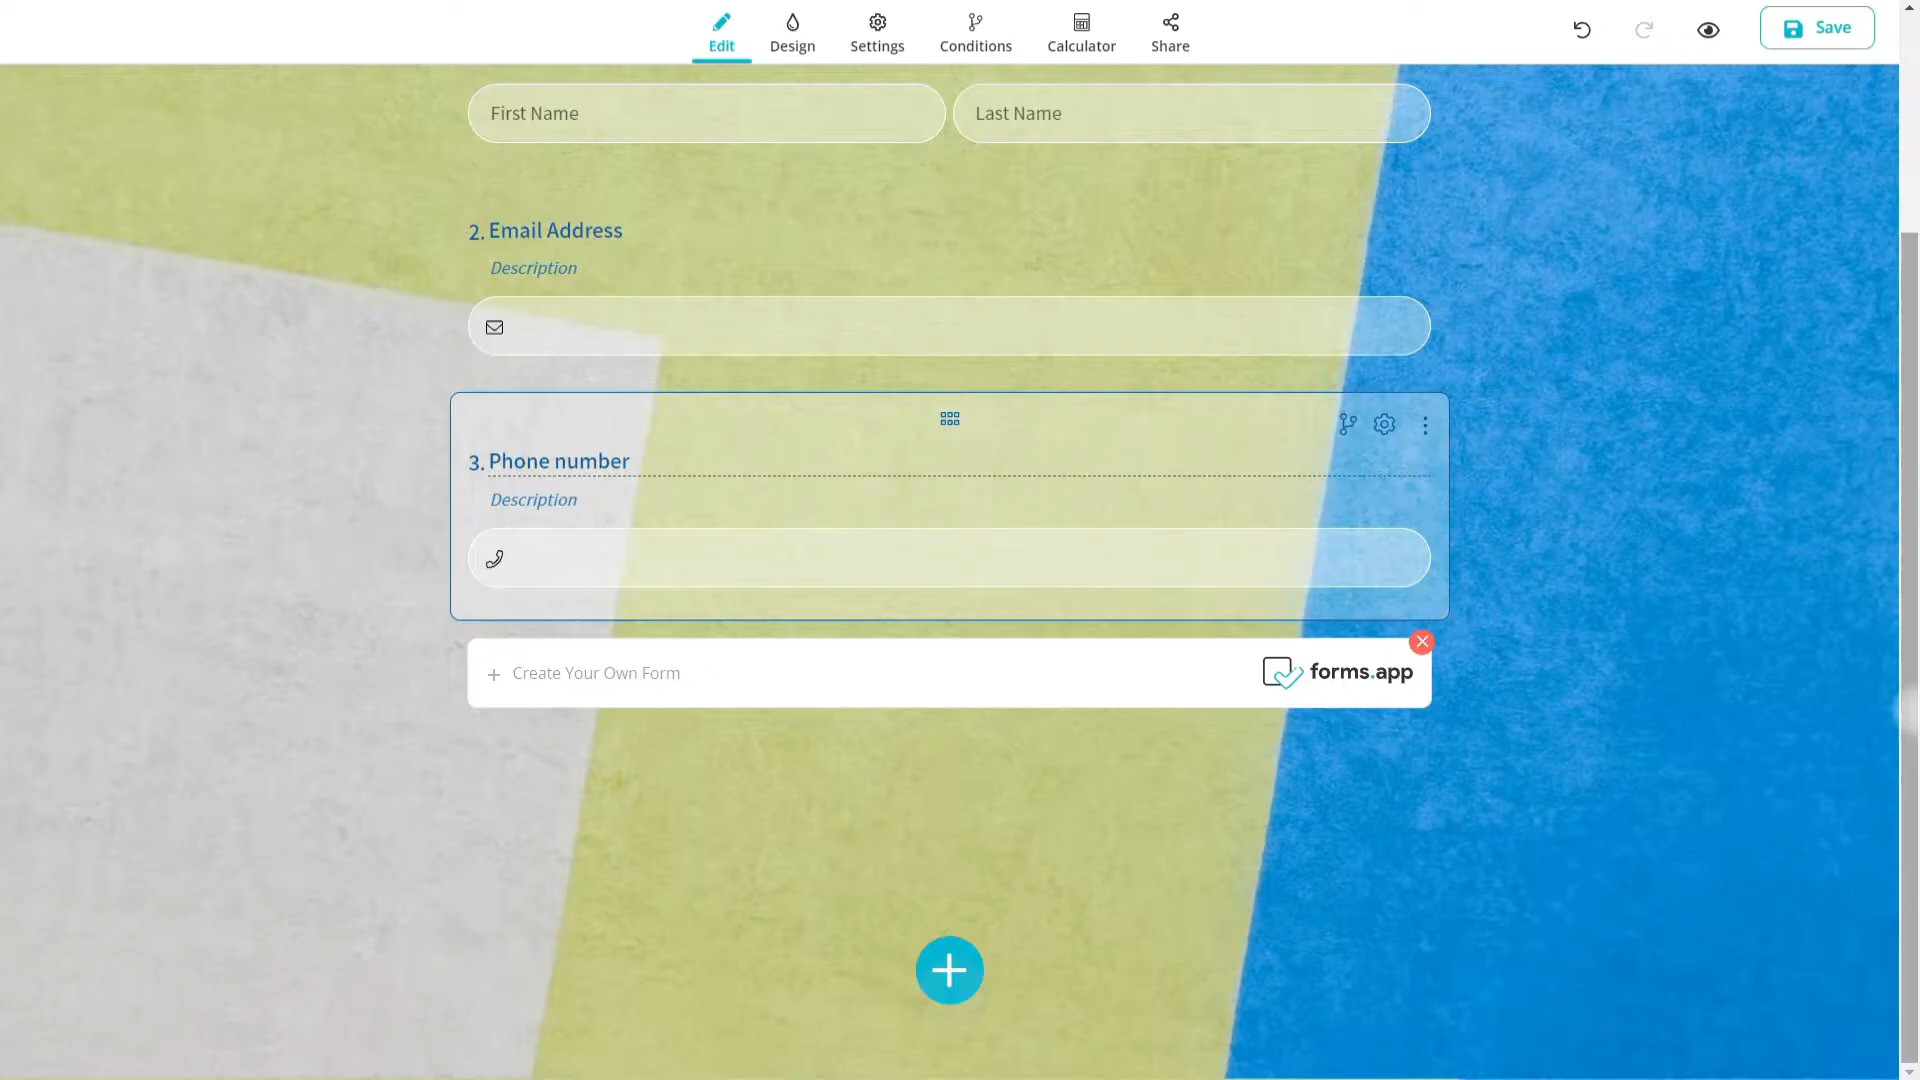 Edit
Design
Settings
Conditions
Calculator
Share
Save
First Name
Last Name
2. Email Address
Description
3. Phone number
Description
+ Create Your Own Form
forms.app